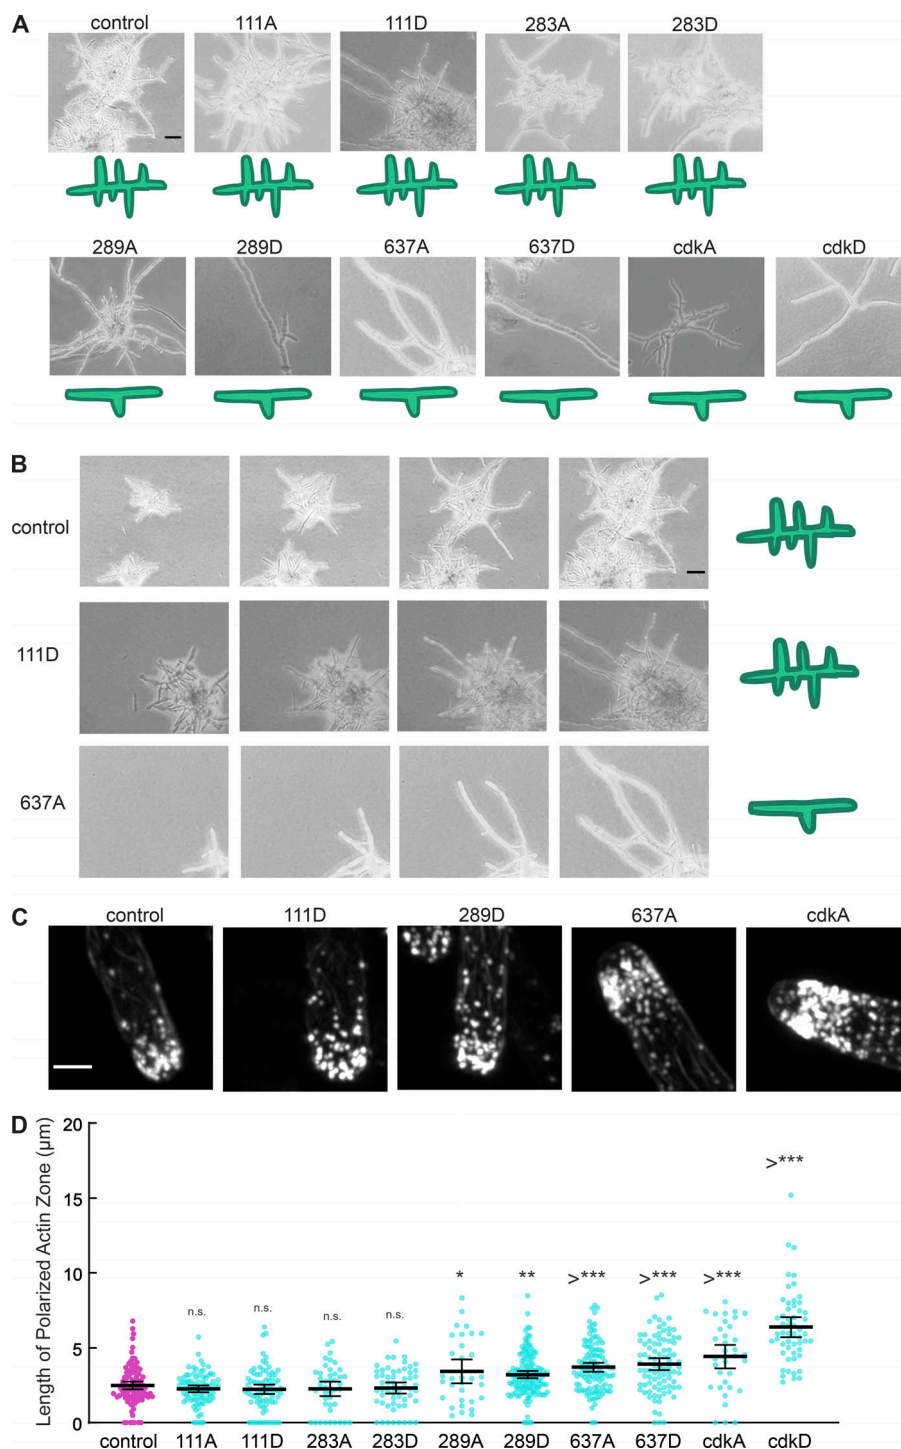 A
control 111A 111D 283A 283D
289A 289D 637A 637D cdkA cdkD
B
control
111D
637A
C
control 111D 289D 637A cdkA
D
Length of Polarized Actin Zone (μm)
20
15
10
5
0
n.s. n.s. n.s. n.s. * ** >*** >*** >*** >***
control 111A 111D 283A 283D 289A 289D 637A 637D cdkA cdkD